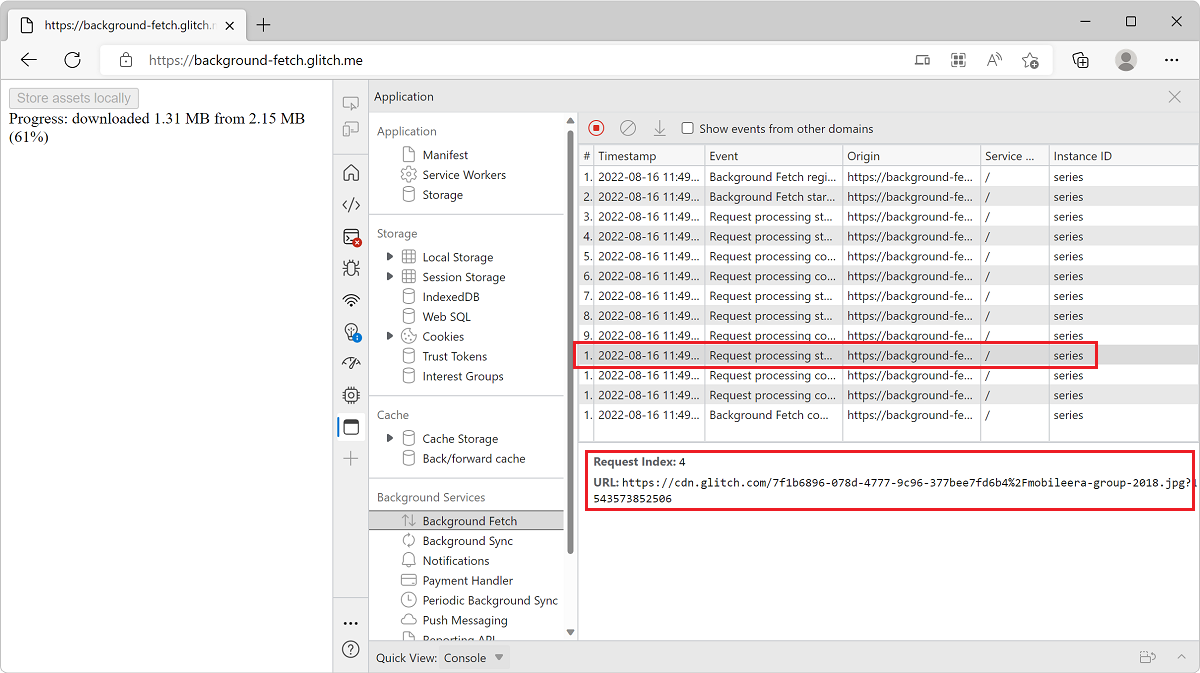 https://background-fetch.glitch.m
https://background-fetch.glitch.me
Store assets locally
Progress: downloaded 1.31 MB from 2.15 MB
(61%)
Application
Application
Manifest
Service Workers
Storage
Storage
Local Storage
Session Storage
IndexedDB
Web SQL
Cookies
Trust Tokens
Interest Groups
Cache
Cache Storage
Back/forward cache
Background Services
Background Fetch
Background Sync
Notifications
Payment Handler
Periodic Background Sync
Push Messaging
Reporting API
Show events from other domains
# Timestamp Event Origin Service ... Instance ID
1. 2022-08-16 11:49... Background Fetch regi... https://background-fe... / series
2. 2022-08-16 11:49... Background Fetch star... https://background-fe... / series
3. 2022-08-16 11:49... Request processing st... https://background-fe... / series
4. 2022-08-16 11:49... Request processing st... https://background-fe... / series
5. 2022-08-16 11:49... Request processing co... https://background-fe... / series
6. 2022-08-16 11:49... Request processing co... https://background-fe... / series
7. 2022-08-16 11:49... Request processing st... https://background-fe... / series
8. 2022-08-16 11:49... Request processing st... https://background-fe... / series
9. 2022-08-16 11:49... Request processing co... https://background-fe... / series
1. 2022-08-16 11:49... Request processing st... https://background-fe... / series
1. 2022-08-16 11:49... Request processing co... https://background-fe... / series
1. 2022-08-16 11:49... Request processing co... https://background-fe... / series
1. 2022-08-16 11:49... Background Fetch co... https://background-fe... / series
Request Index: 4
URL: https://cdn.glitch.com/7f1b6896-078d-4777-9c96-377bee7fd6b4%2Fmobileera-group-2018.jpg?1
543573852506
Quick View: Console